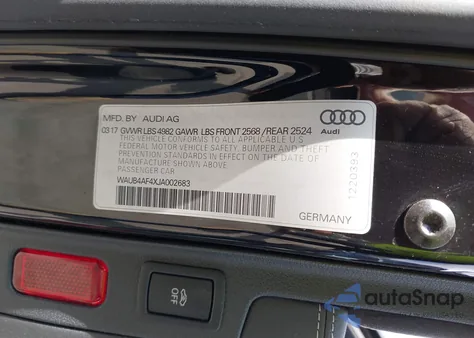 MFD. BY AUDI AG
03·17 GVWR LBS 4982 GAWR LBS FRONT 2568 /REAR 2524
THIS VEHICLE CONFORMS TO ALL APPLICABLE U.S
FEDERAL MOTOR VEHICLE SAFETY, BUMPER AND THEFT
PREVENTION STANDARDS IN EFFECT ON THE DATE OF
MANUFACTURE SHOWN ABOVE.
PASSENGER CAR
WAUB4AF4XJA002683
Audi
1220393
GERMANY
OFF
autoSnap